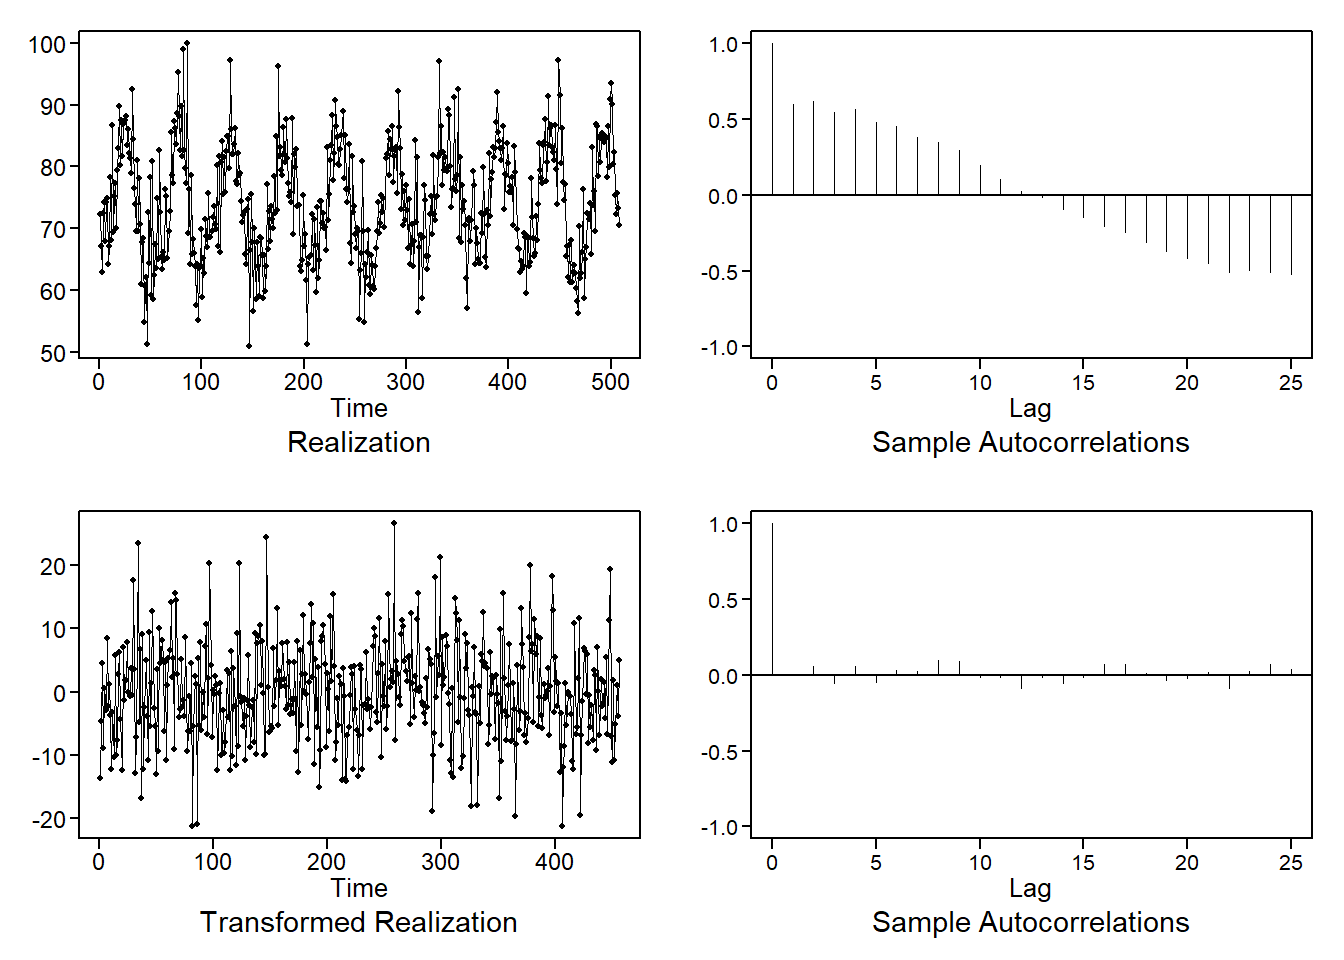 100
90
80
70
60
50
0 100 200 300 400 500
Time
Realization
1.0
0.5
0.0
-0.5
-1.0
0 5 10 15 20 25
Lag
Sample Autocorrelations
20
10
0
-10
-20
0 100 200 300 400
Time
Transformed Realization
1.0
0.5
0.0
-0.5
-1.0
0 5 10 15 20 25
Lag
Sample Autocorrelations